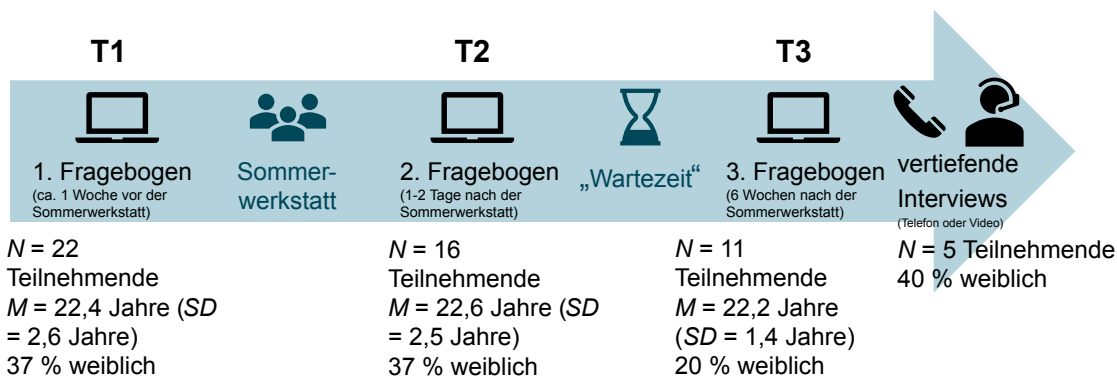 T1
T2
T3
1. Fragebogen
(ca. 1 Woche vor der
Sommerwerkstatt)
Sommer-
werkstatt
2. Fragebogen
(1-2 Tage nach der
Sommerwerkstatt)
„Wartezeit“
3. Fragebogen
(6 Wochen nach der
Sommerwerkstatt)
vertiefende
Interviews
(Telefon oder Video)
N = 22
Teilnehmende
M = 22,4 Jahre (SD
= 2,6 Jahre)
37 % weiblich
N = 16
Teilnehmende
M = 22,6 Jahre (SD
= 2,5 Jahre)
37 % weiblich
N = 11
Teilnehmende
M = 22,2 Jahre
(SD = 1,4 Jahre)
20 % weiblich
N = 5 Teilnehmende
40 % weiblich